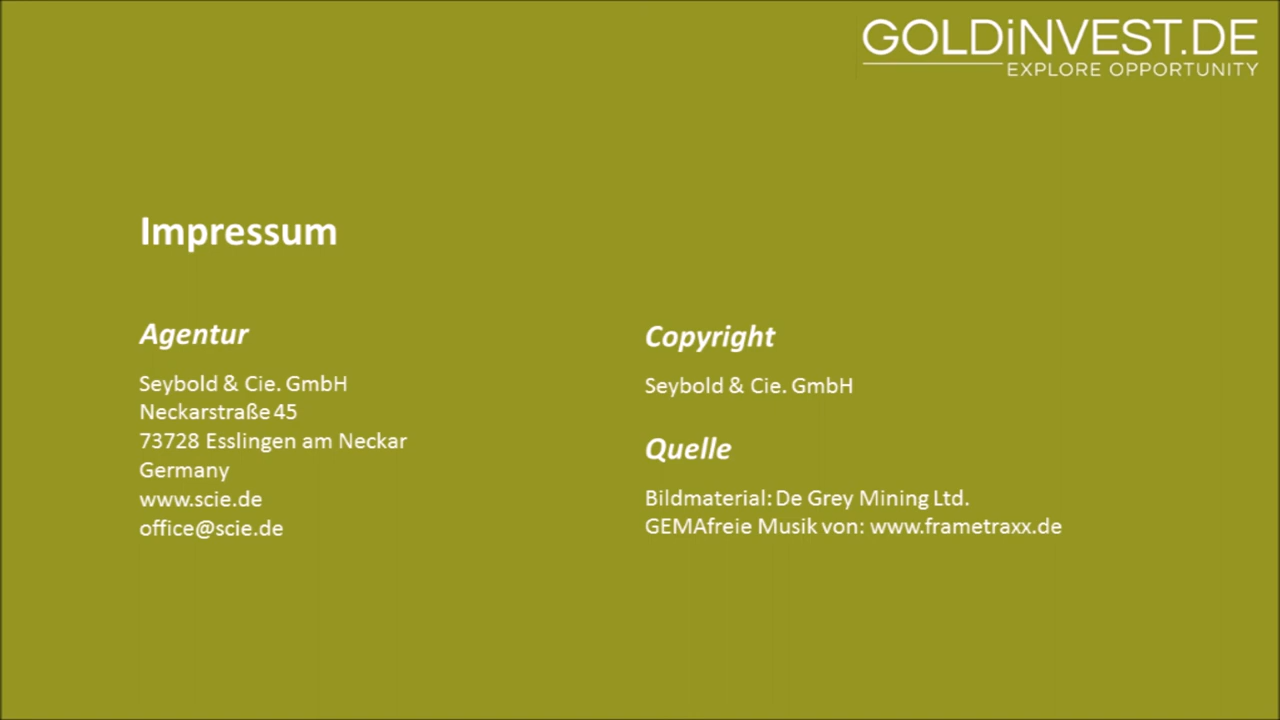 GOLDiNVEST.DE
EXPLORE OPPORTUNITY
Impressum
Agentur
Seybold & Cie. GmbH
Neckarstraße 45
73728 Esslingen am Neckar
Germany
www.scie.de
office@scie.de
Copyright
Seybold & Cie. GmbH
Quelle
Bildmaterial: De Grey Mining Ltd.
GEMAfreie Musik von: www.frametraxx.de